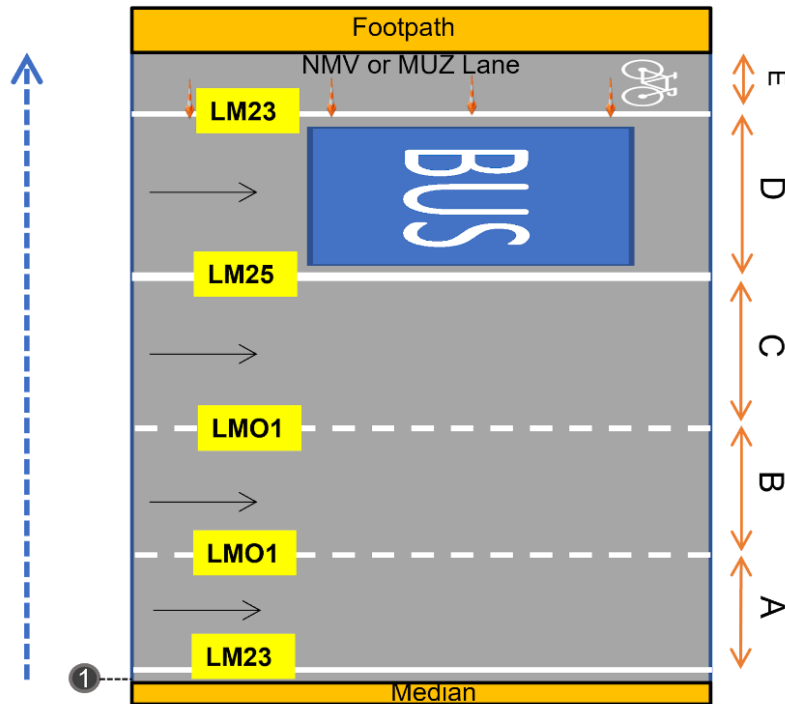 Footpath
NMV or MUZ Lane
E
LM23
BUS
D
LM25
C
LMO1
B
LMO1
A
LM23
1
Median